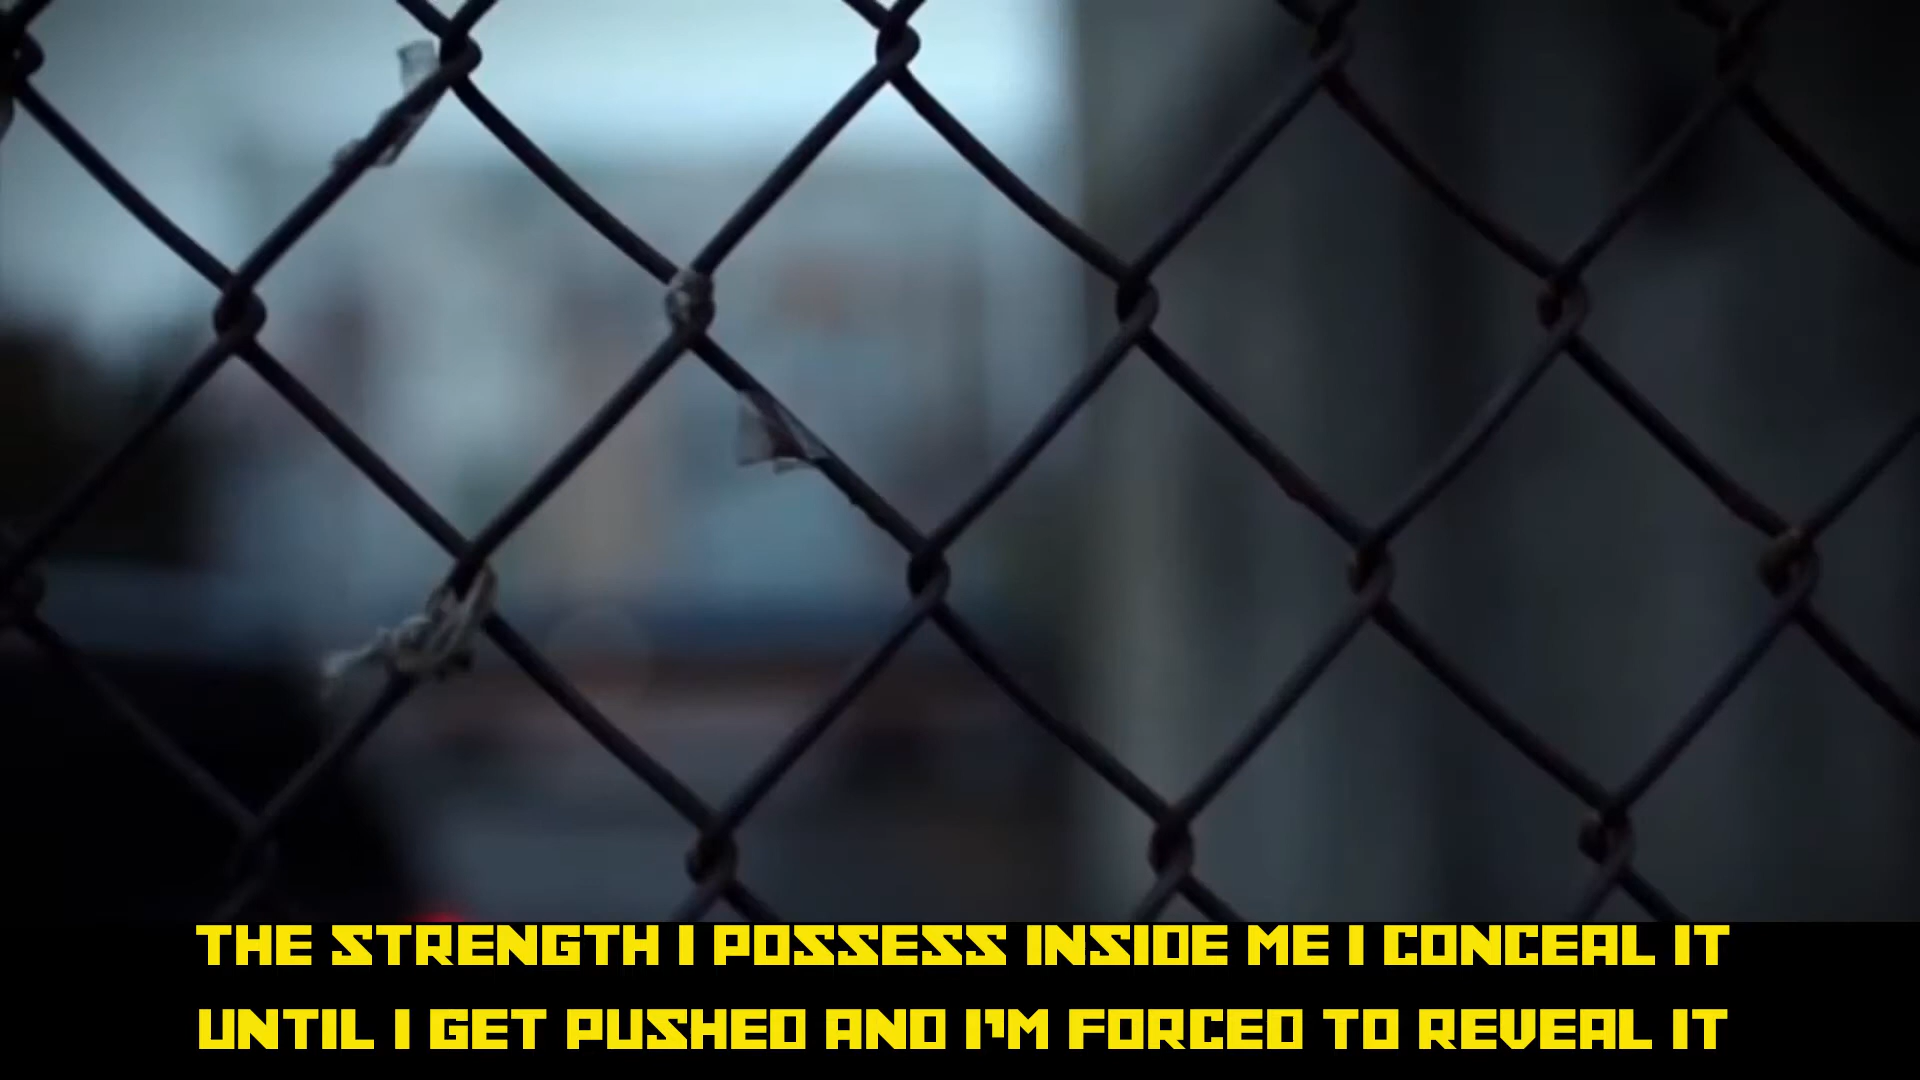 THE STRENGTH I POSSESS INSIDE ME I CONCEAL IT
UNTIL I GET PUSHED AND I'M FORCED TO REVEAL IT